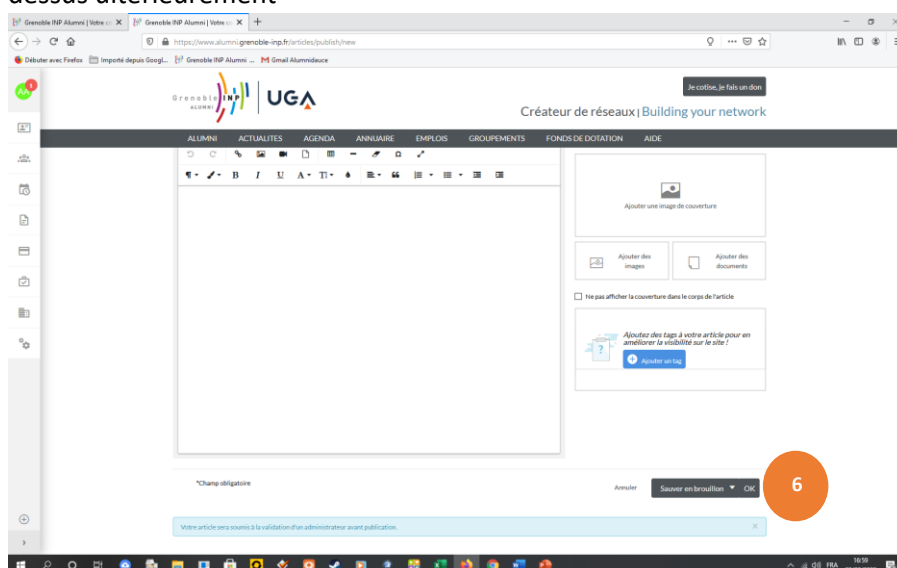 dessus ultérieurement
Grenoble INP Alumni | Votre
Grenoble INP Alumni | Votre
https://www.alumni.grenoble-inp.fr/articles/publish/new
Débuter avec Firefox Importé depuis Googl... Grenoble INP Alumni ... Gmail Alumnidauce
Grenoble INP ALUMNI UGA
Je cotise, je fais un don
Créateur de réseaux | Building your network
ALUMNI ACTUALITES AGENDA ANNUAIRE EMPLOIS GROUPEMENTS FONDS DE DOTATION AIDE
B I U A TI
Ajouter une image de couverture
Ajouter des images
Ajouter des documents
Ne pas afficher la couverture dans le corps de l'article
Ajoutez des tags à votre article pour en
améliorer la visibilité sur le site !
Ajouter un tag
*Champ obligatoire
Annuler Sauver en brouillon OK
6
Votre article sera soumis à la validation d'un administrateur avant publication.
FRA 16:59